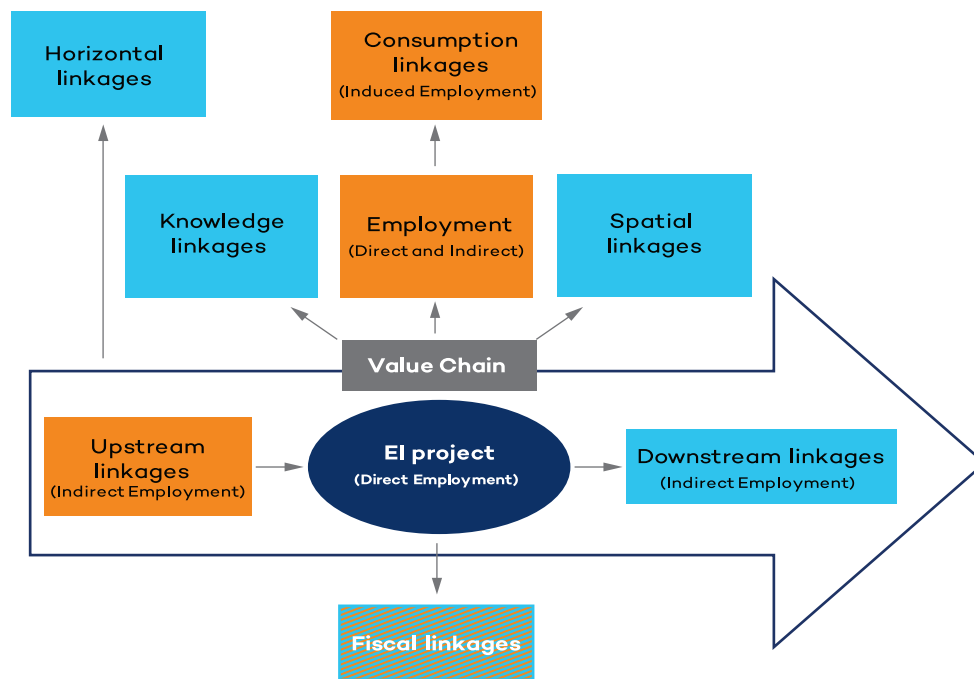 Horizontal
linkages
Consumption
linkages
(Induced Employment)
Knowledge
linkages
Employment
(Direct and Indirect)
Spatial
linkages
Value Chain
Upstream
linkages
(Indirect Employment)
EI project
(Direct Employment)
Downstream linkages
(Indirect Employment)
Fiscal linkages